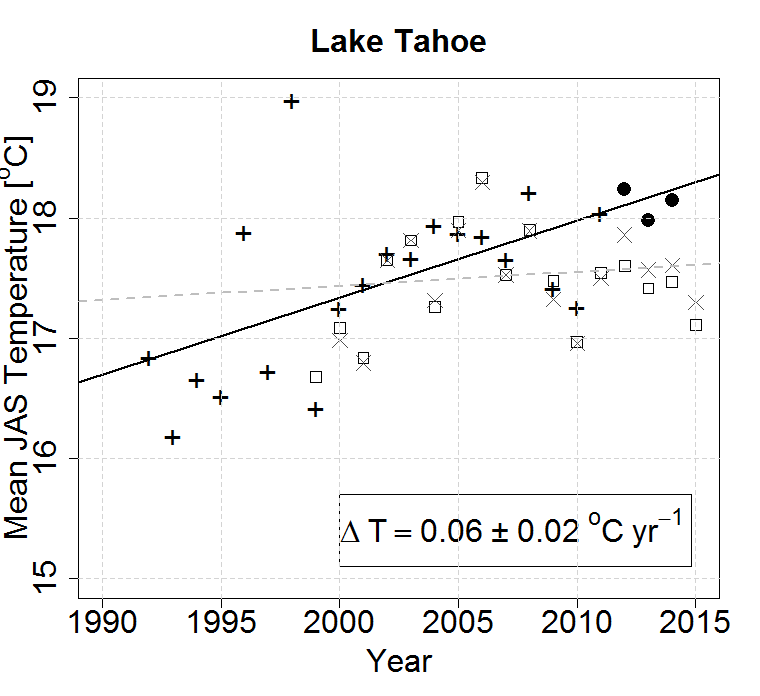 Lake Tahoe
Mean JAS Temperature [°C]
19
18
17
16
15
Δ T = 0.06 ± 0.02 °C yr⁻¹
1990 1995 2000 2005 2010 2015
Year